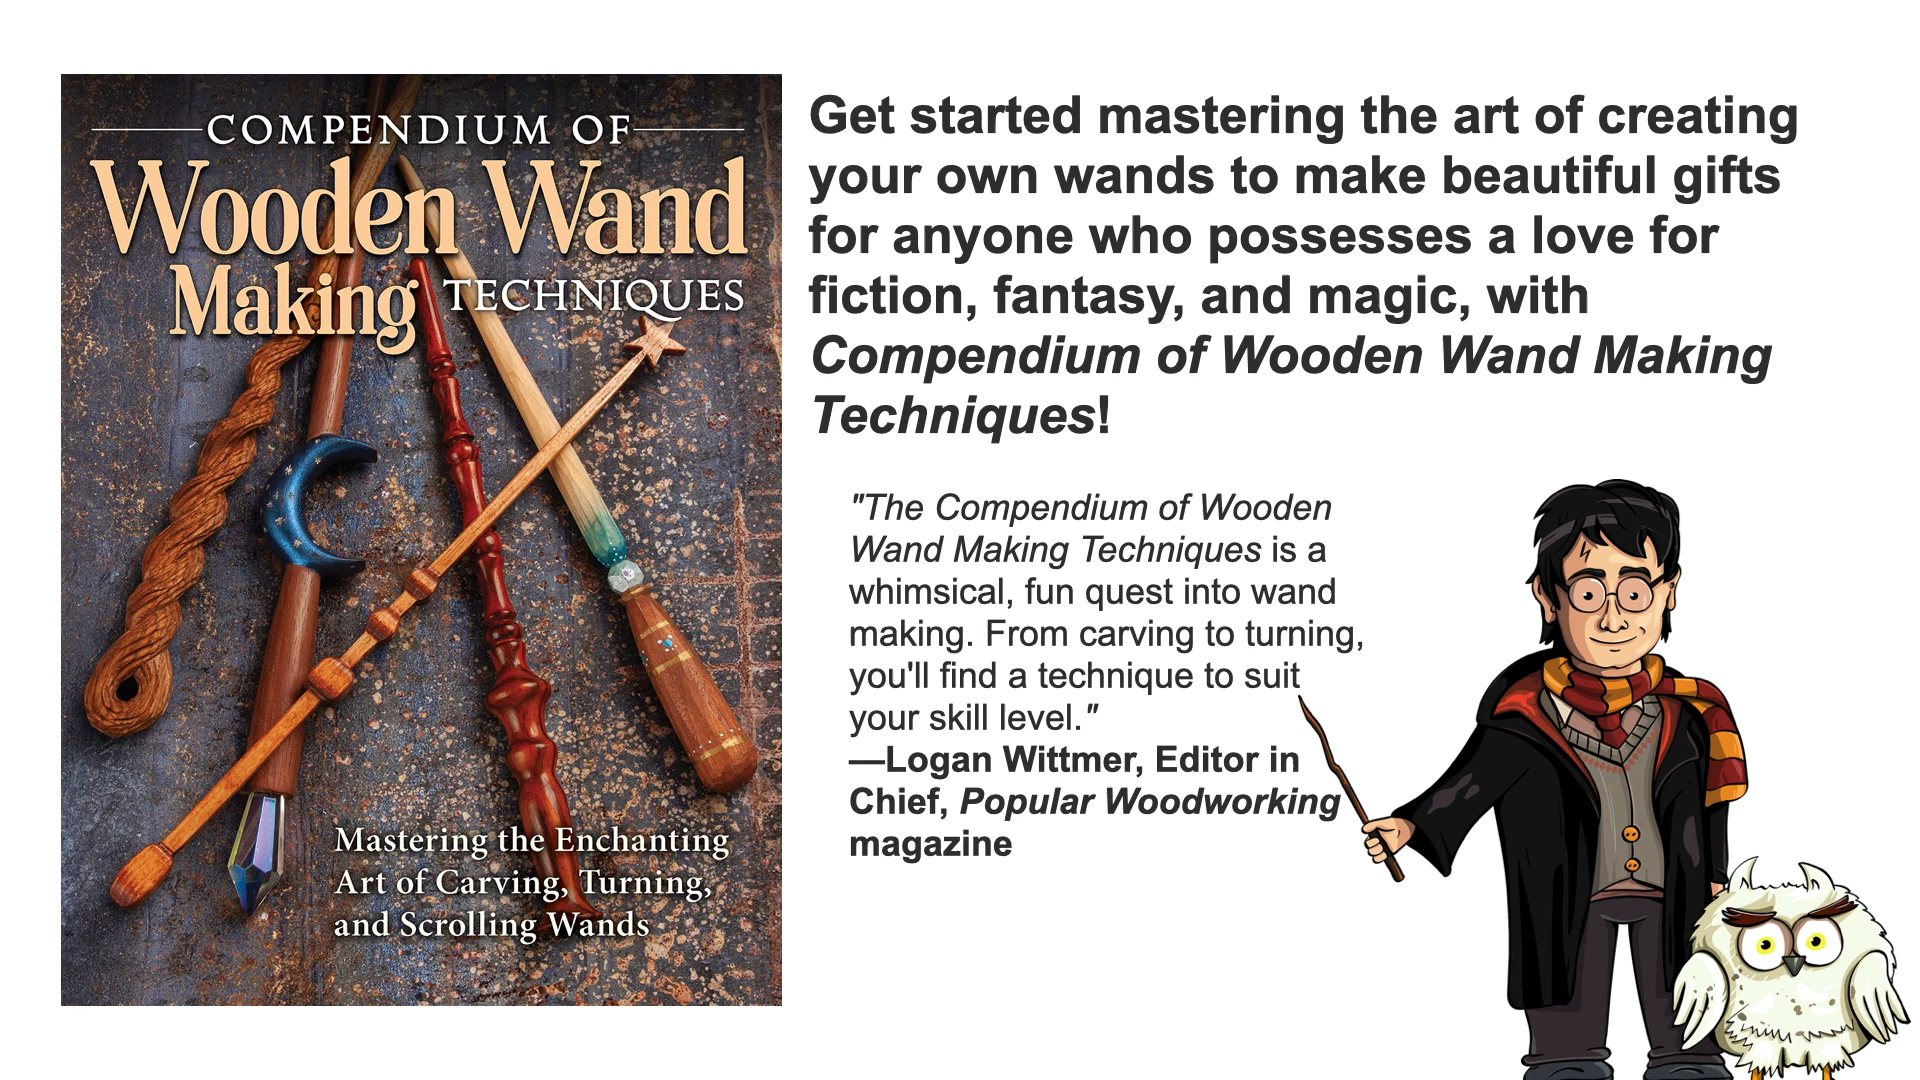 COMPENDIUM OF
Wooden Wand
Making TECHNIQUES
Mastering the Enchanting
Art of Carving, Turning,
and Scrolling Wands
Get started mastering the art of creating
your own wands to make beautiful gifts
for anyone who possesses a love for
fiction, fantasy, and magic, with
Compendium of Wooden Wand Making
Techniques!
"The Compendium of Wooden
Wand Making Techniques is a
whimsical, fun quest into wand
making. From carving to turning,
you'll find a technique to suit
your skill level."
—Logan Wittmer, Editor in
Chief, Popular Woodworking
magazine